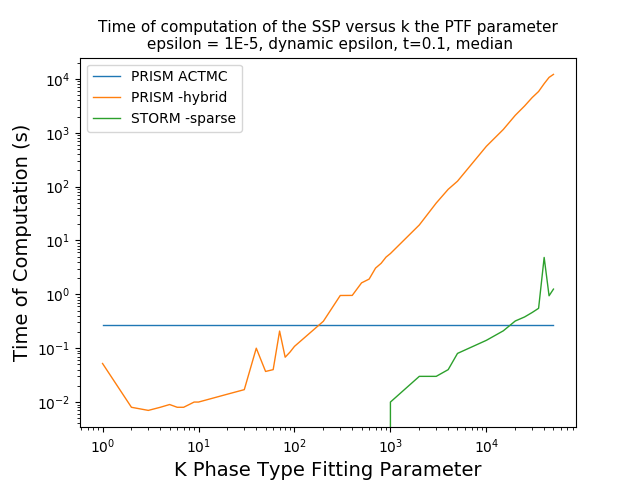 Time of computation of the SSP versus k the PTF parameter
epsilon = 1E-5, dynamic epsilon, t=0.1, median
PRISM ACTMC
PRISM -hybrid
STORM -sparse
Time of Computation (s)
10⁴
10³
10²
10¹
10⁰
10⁻¹
10⁻²
10⁰ 10¹ 10² 10³ 10⁴
K Phase Type Fitting Parameter